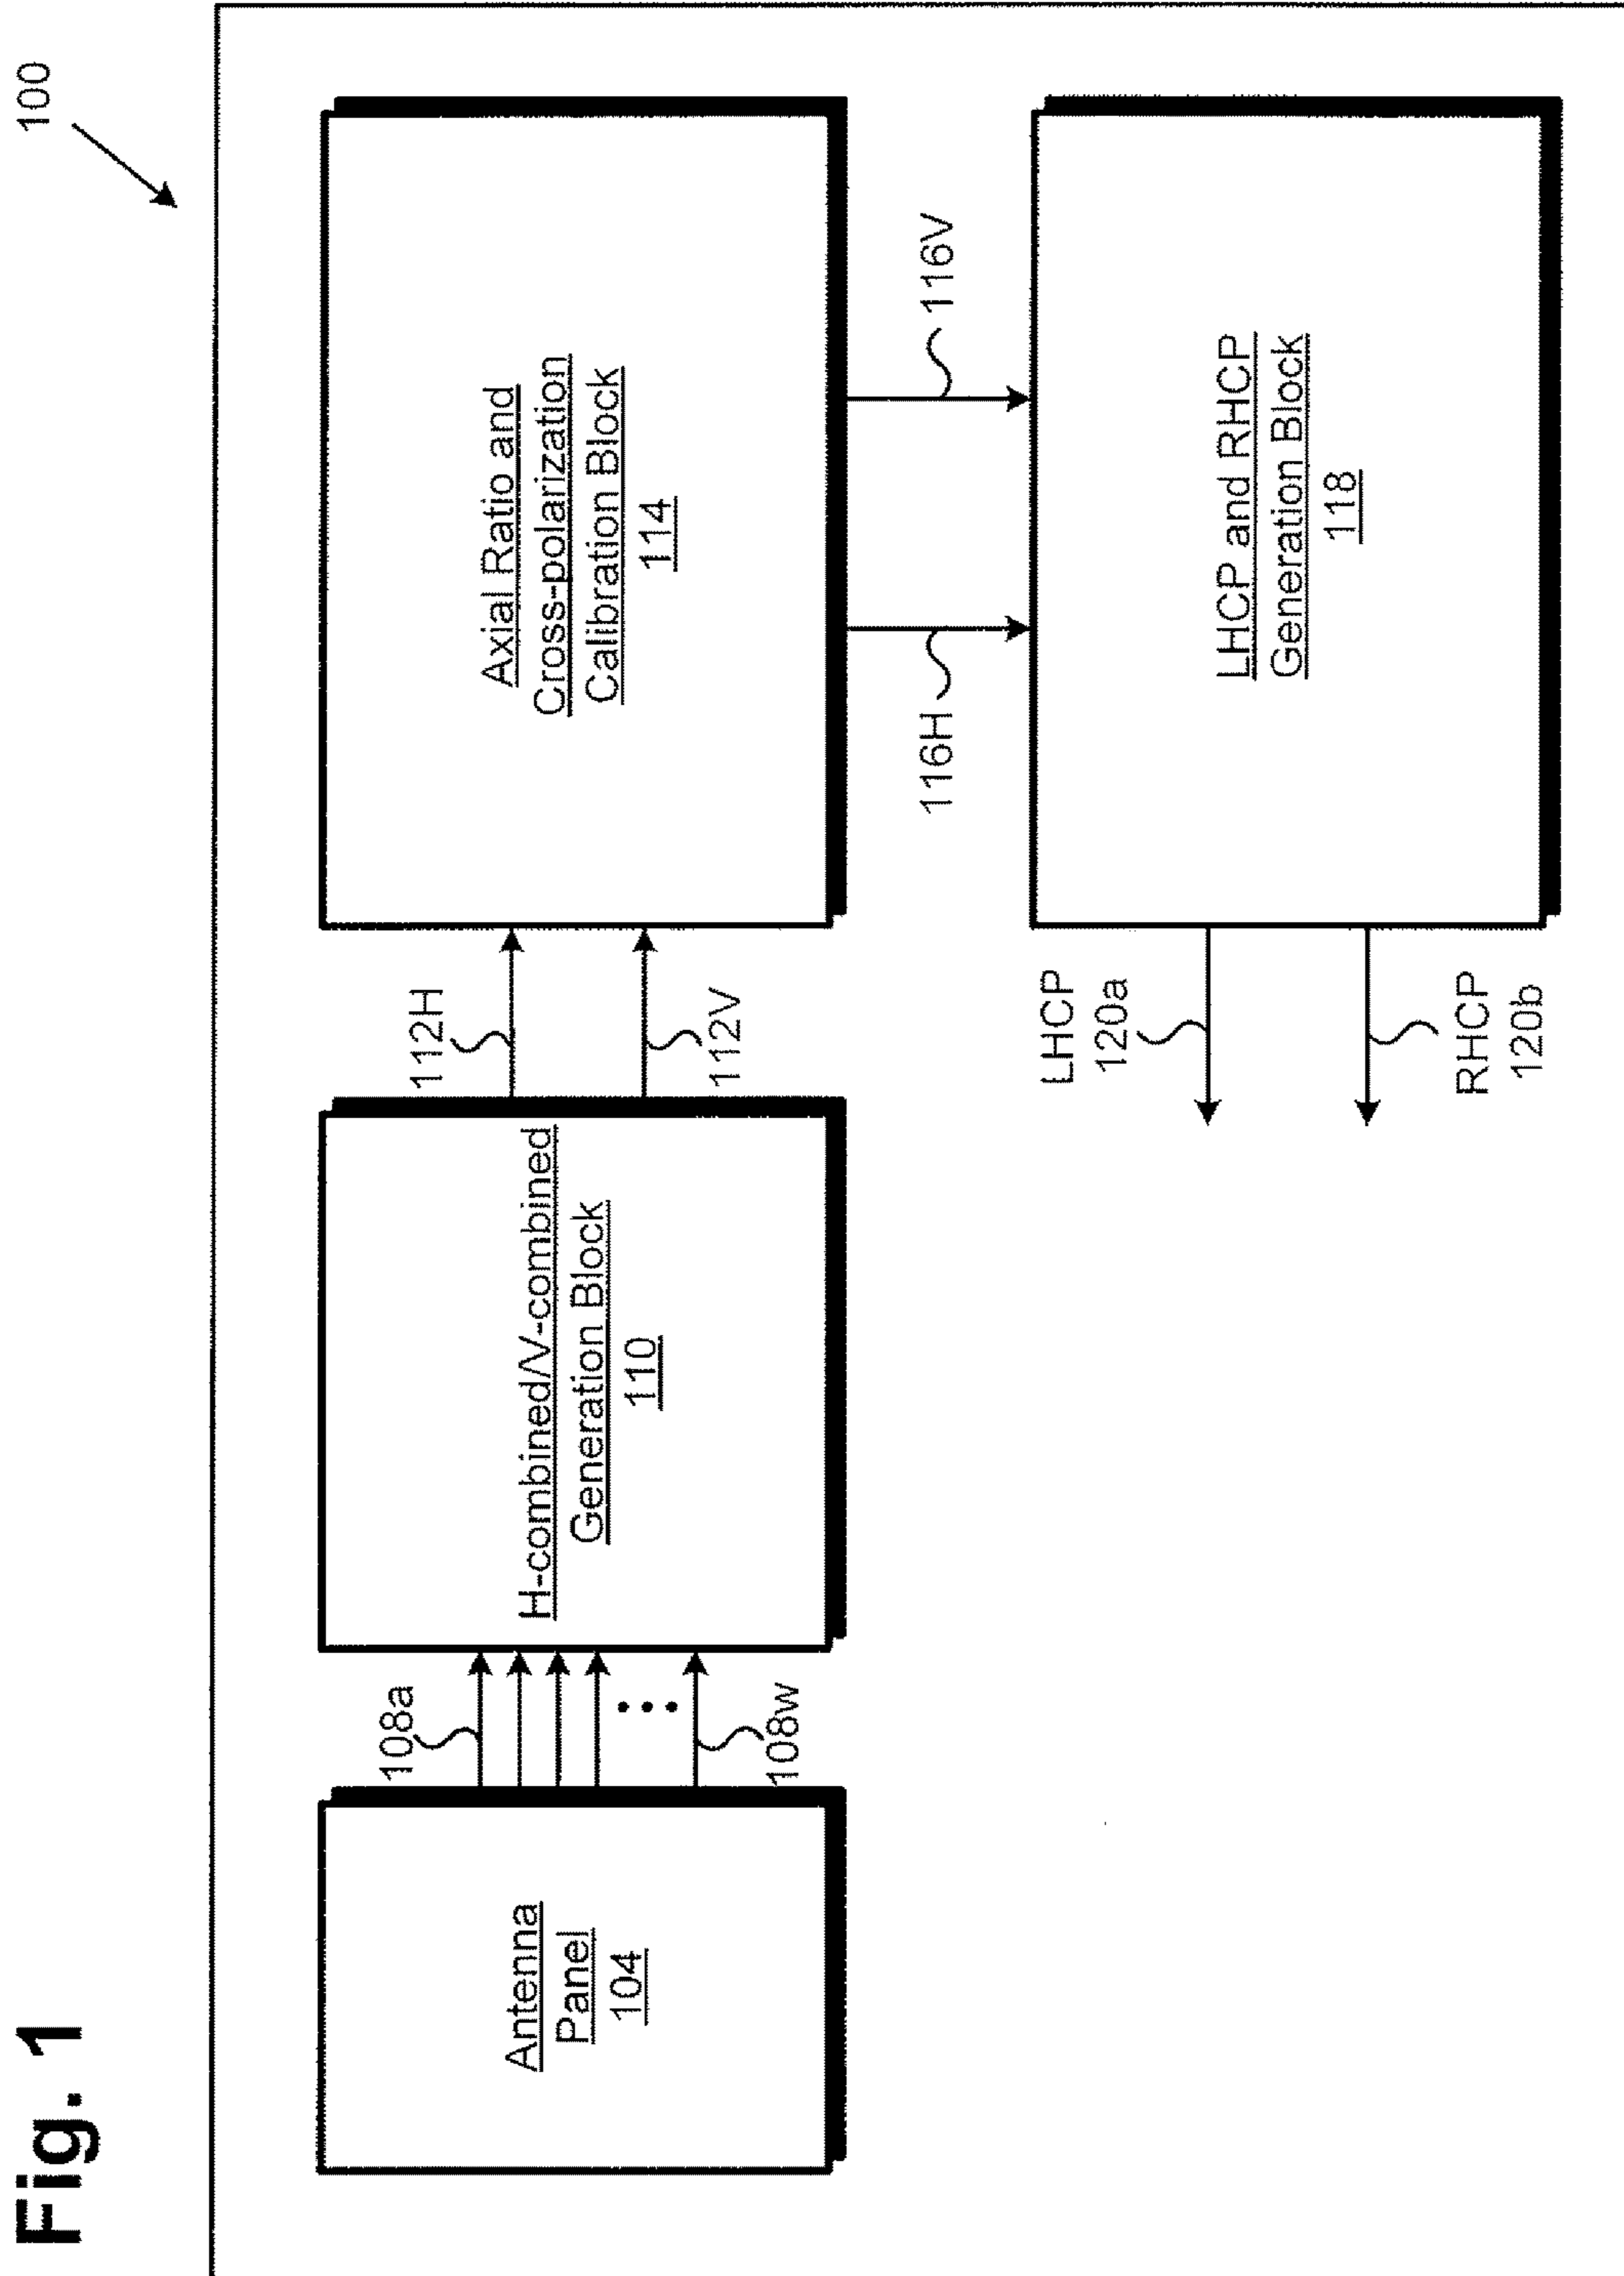 Fig. 1
100
Antenna
Panel
104
108a
108w
H-combined/V-combined
Generation Block
110
112H
112V
Axial Ratio and
Cross-polarization
Calibration Block
114
116H
116V
LHCP and RHCP
Generation Block
118
LHCP
120a
RHCP
120b